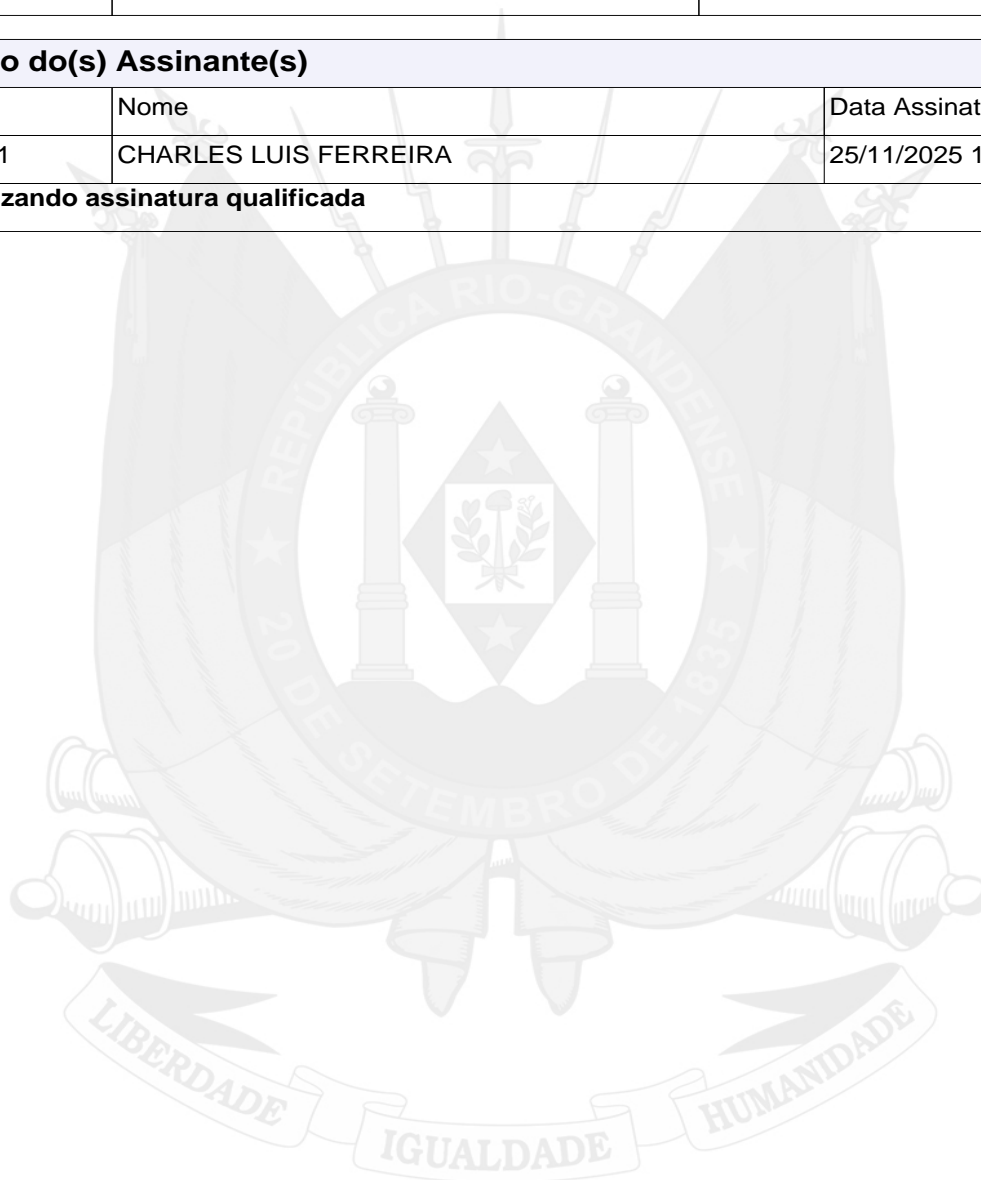 o do(s) Assinante(s)
Nome
Data Assinat
1
CHARLES LUIS FERREIRA
25/11/2025 1
zando assinatura qualificada
REPÚBLICA RIO-GRANDENSE
20 DE SETEMBRO DE 1835
LIBERDADE
IGUALDADE
HUMANIDADE